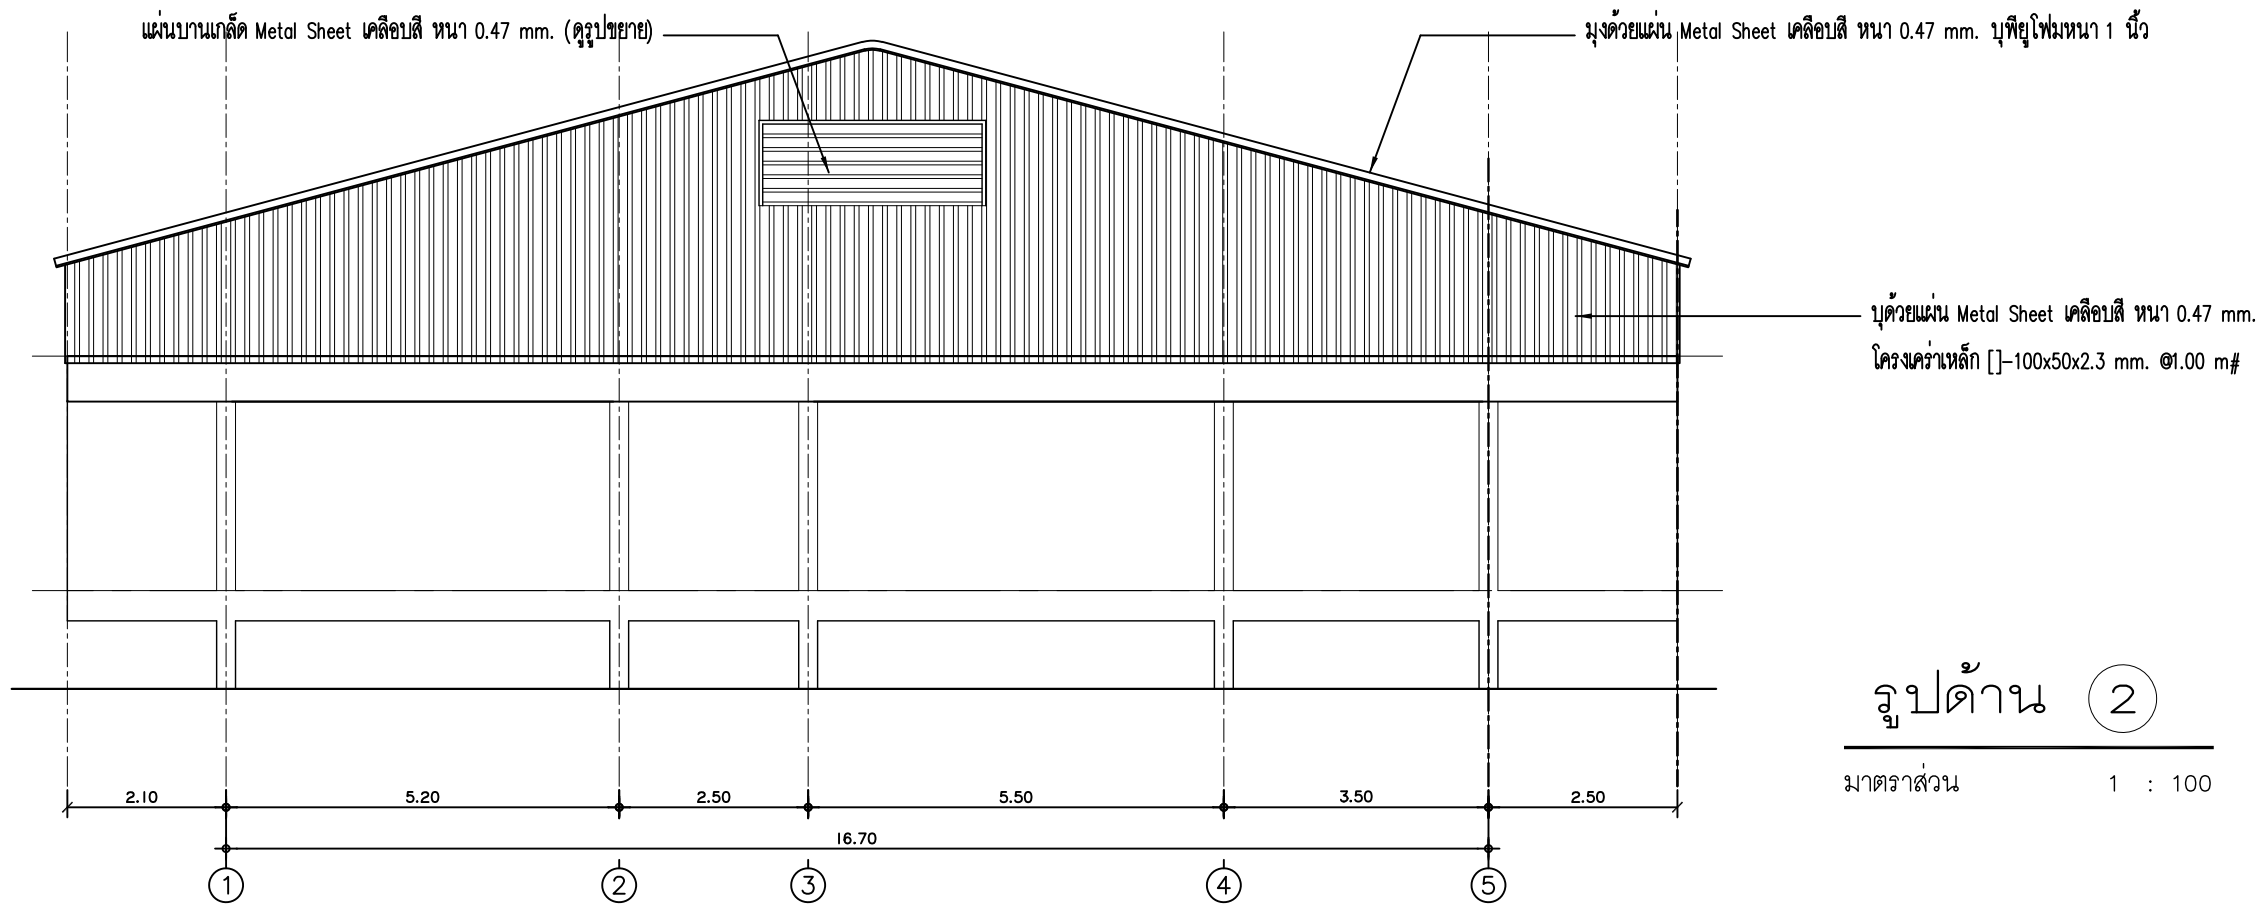 แผ่นบานเกล็ด Metal Sheet เคลือบสี หนา 0.47 mm. (ดูรูปขยาย)
มุงด้วยแผ่น Metal Sheet เคลือบสี หนา 0.47 mm. บุพียูโฟมหนา 1 นิ้ว
บุด้วยแผ่น Metal Sheet เคลือบสี หนา 0.47 mm.
โครงเคร่าเหล็ก []-100x50x2.3 mm. @1.00 m#
รูปด้าน 2
มาตราส่วน 1 : 100
2.10 5.20 2.50 5.50 3.50 2.50
16.70
1 2 3 4 5